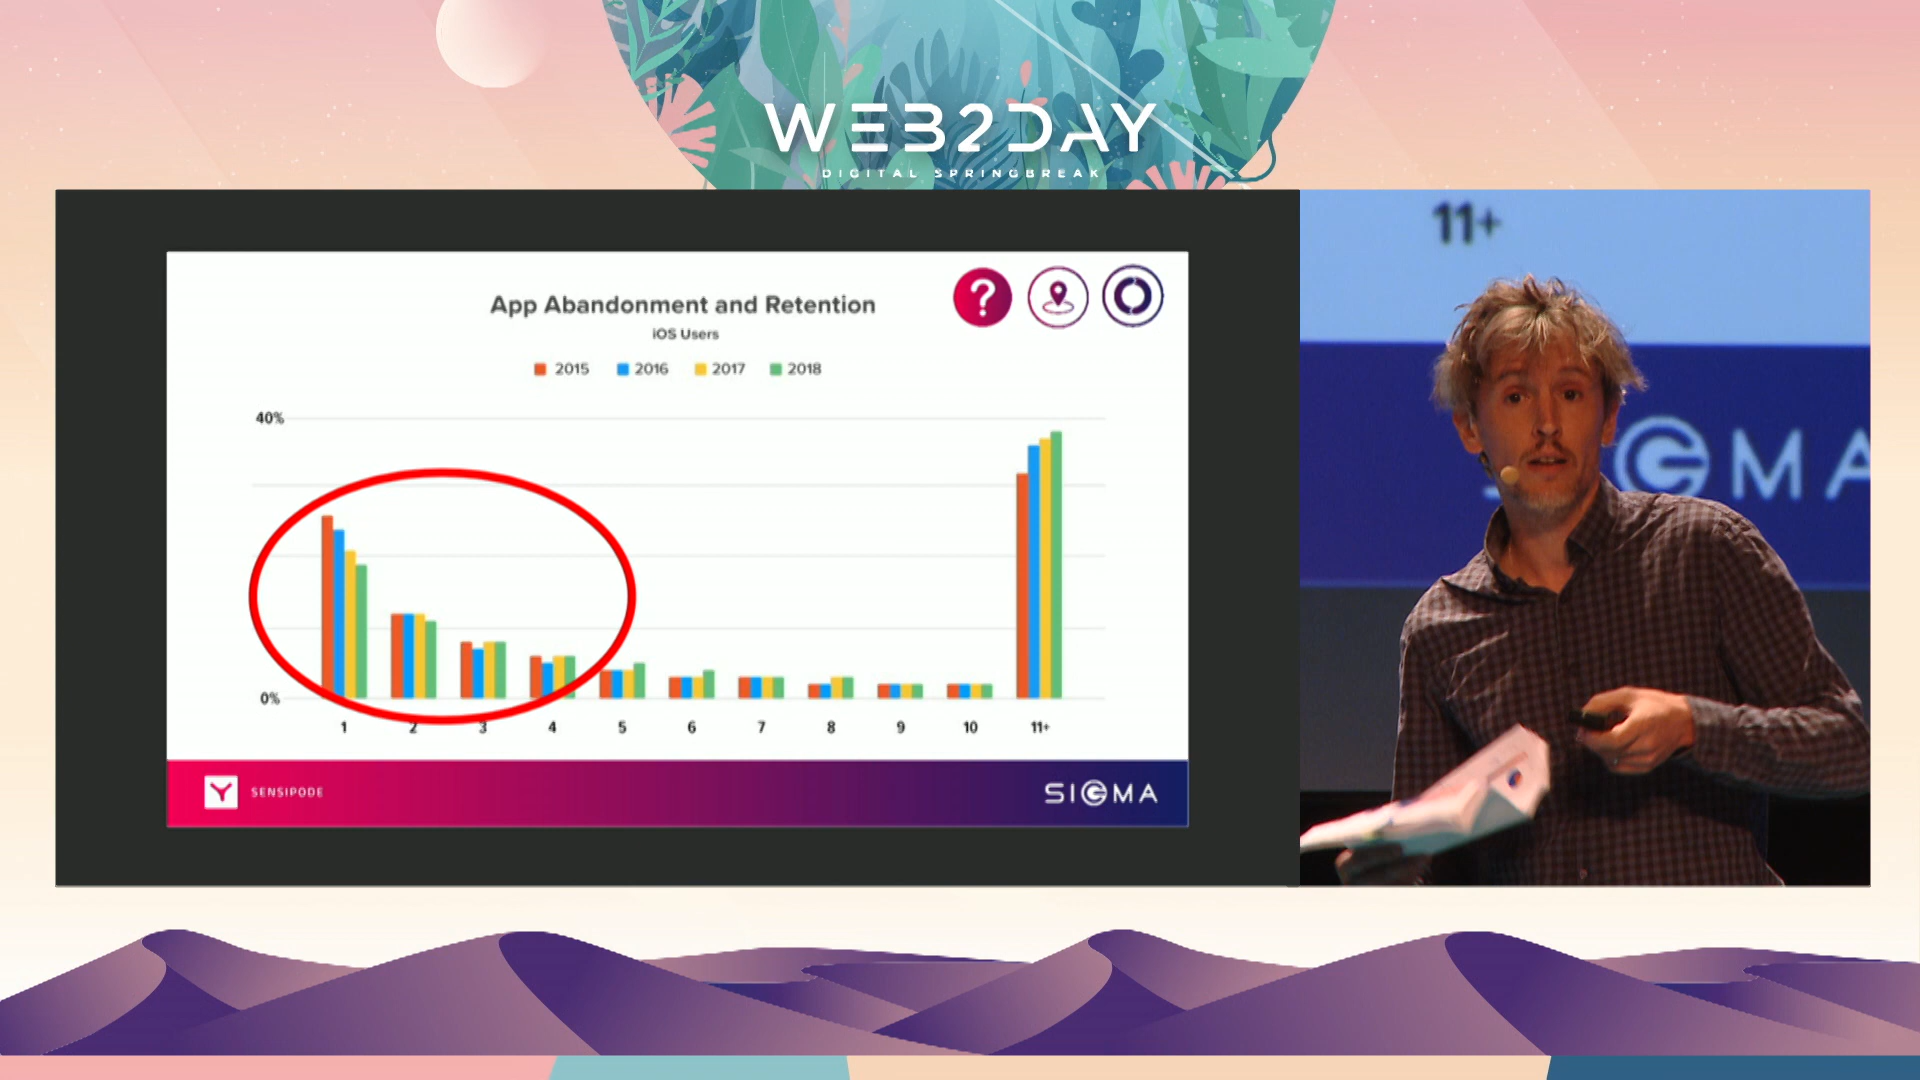 WEB2DAY
DIGITAL SPRINGBREAK
App Abandonment and Retention
iOS Users
2015 2016 2017 2018
40%
0%
1 2 3 4 5 6 7 8 9 10 11+
SENSIPODE
SIGMA
11+
GMA